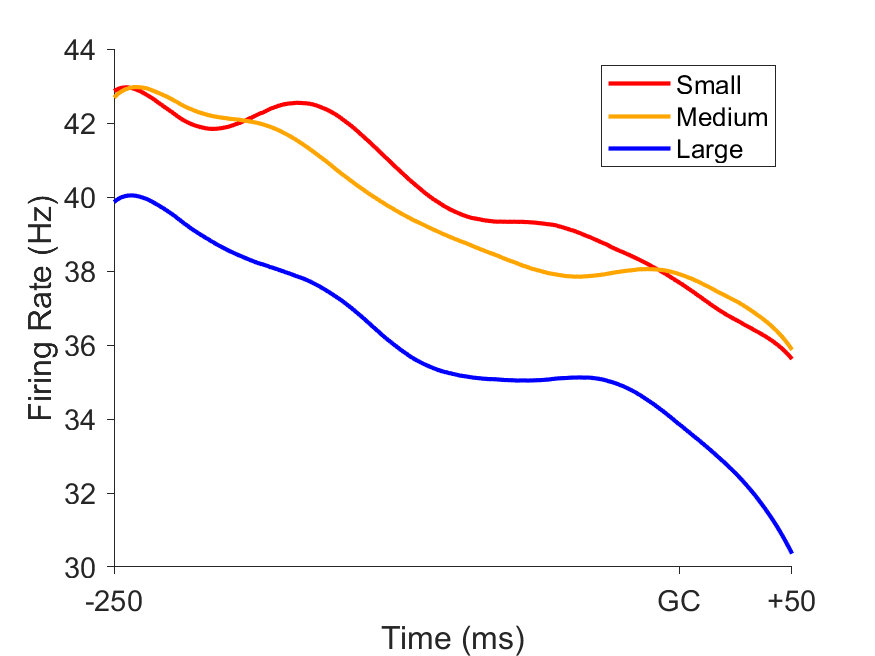 44
42
40
38
36
34
32
30
Firing Rate (Hz)
Small
Medium
Large
-250
GC
+50
Time (ms)